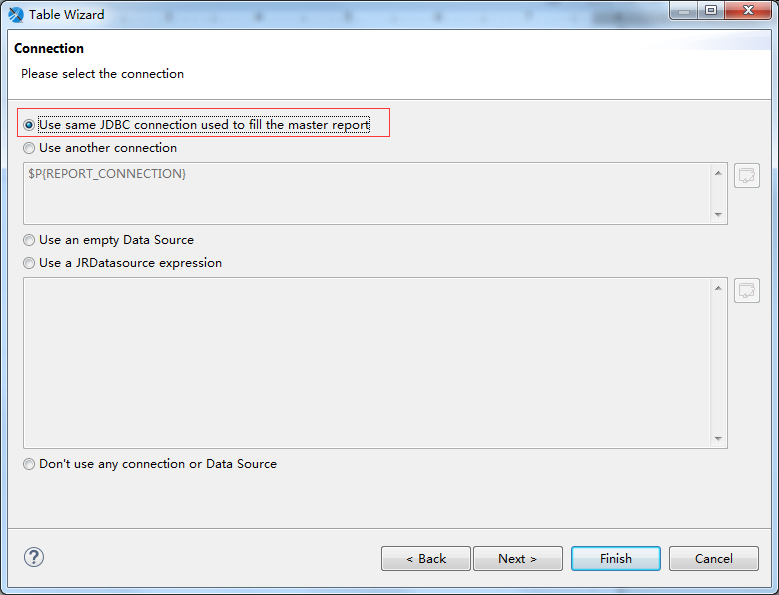 Table Wizard
Connection
Please select the connection
Use same JDBC connection used to fill the master report
Use another connection
$P{REPORT_CONNECTION}
Use an empty Data Source
Use a JRDatasource expression
Don't use any connection or Data Source
?
< Back
Next >
Finish
Cancel